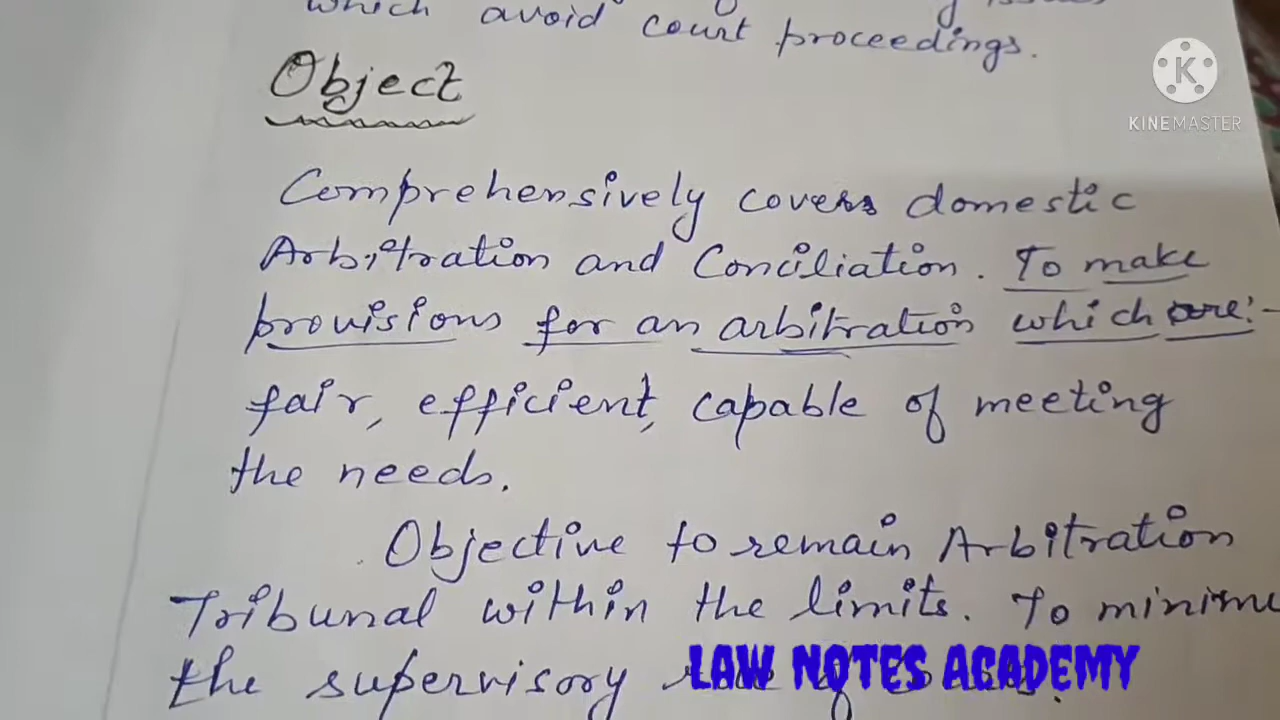 which avoid court proceedings.
KINEMASTER
Object
Comprehensively covers domestic
Arbitration and Conciliation. To make
provisions for an arbitration which are:-
fair, efficient, capable of meeting
the needs.
Objective to remain Arbitration
Tribunal within the limits. To
the supervisory
LAW NOTES ACADEMY